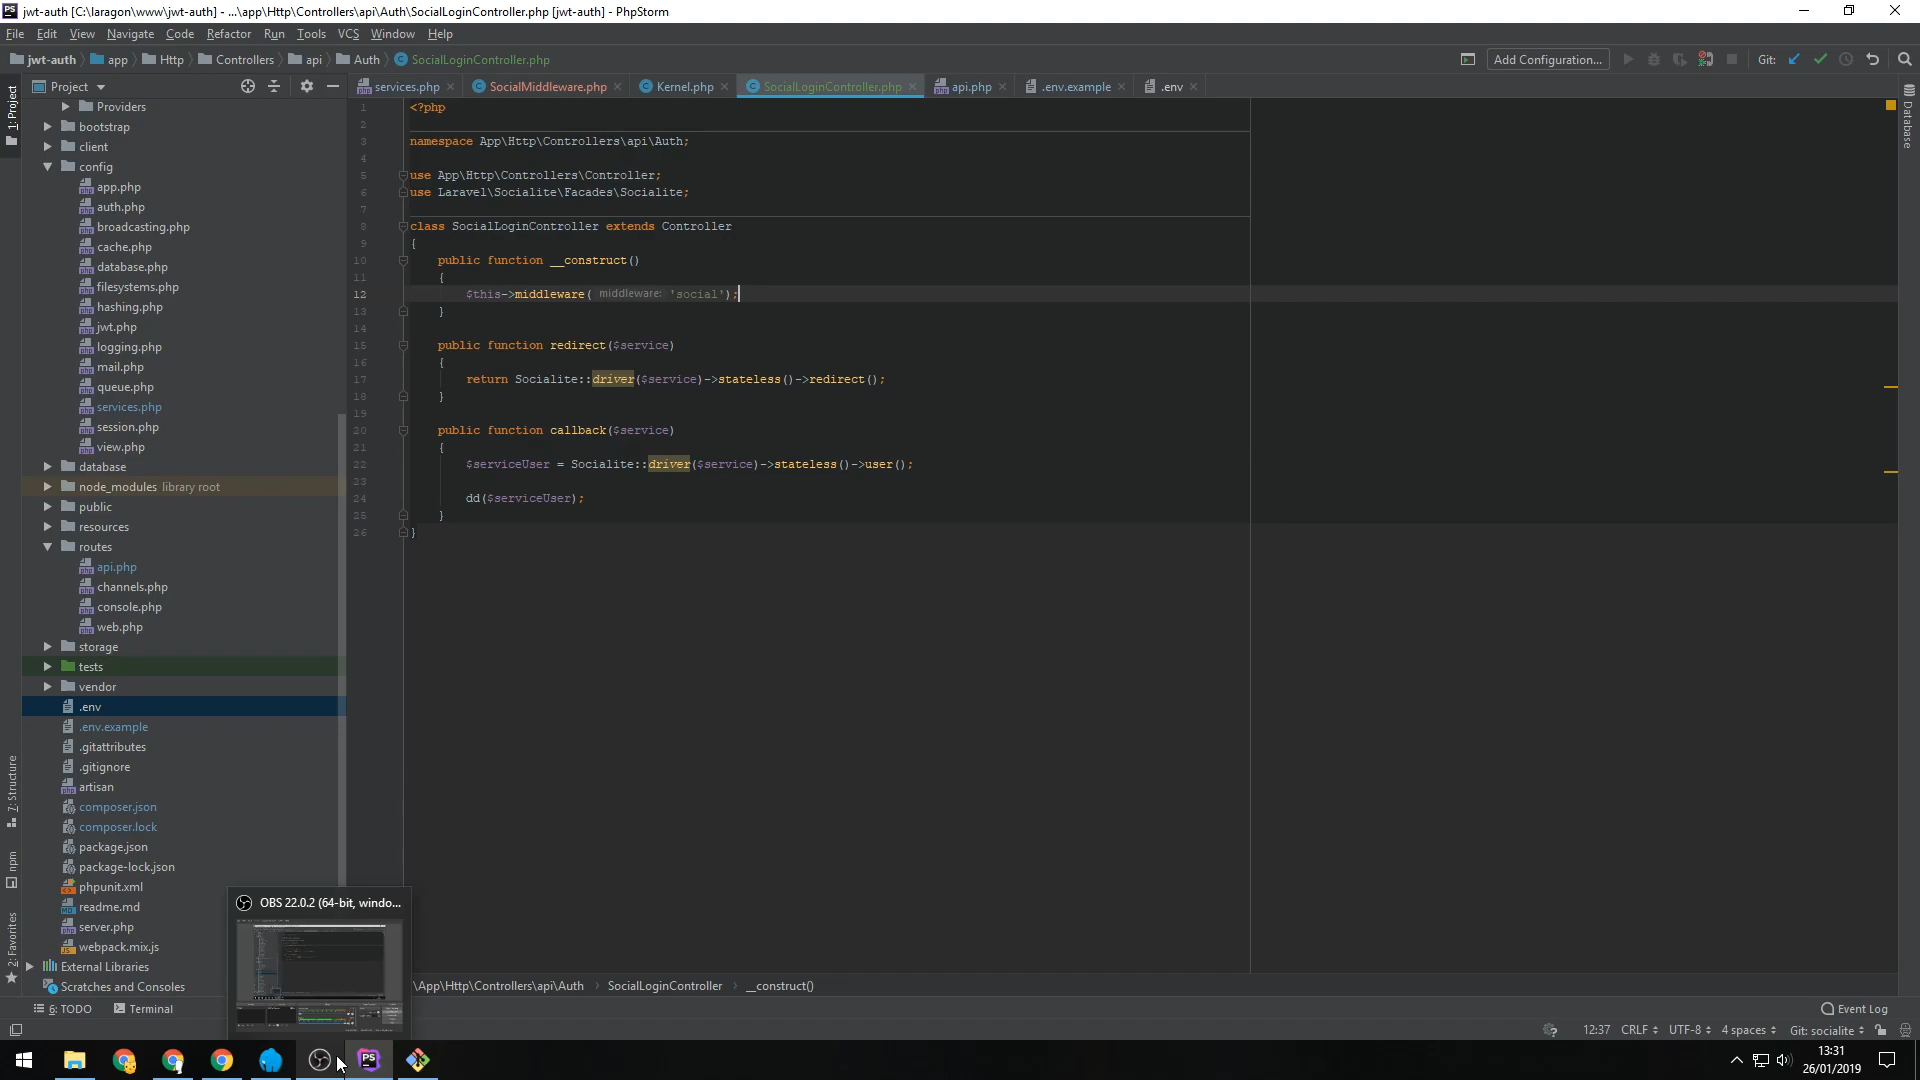 jwt-auth [C:\laragon\www\jwt-auth] - ...\app\Http\Controllers\api\Auth\SocialLoginController.php [jwt-auth] - PhpStorm
File Edit View Navigate Code Refactor Run Tools VCS Window Help
jwt-auth app Http Controllers api Auth SocialLoginController.php
Add Configuration...
Git:
Project
services.php SocialMiddleware.php Kernel.php SocialLoginController.php api.php .env.example .env
1: Project
7: Structure
npm
2: Favorites
Database
Providers
bootstrap
client
config
app.php
auth.php
broadcasting.php
cache.php
database.php
filesystems.php
hashing.php
jwt.php
logging.php
mail.php
queue.php
services.php
session.php
view.php
database
node_modules library root
public
resources
routes
api.php
channels.php
console.php
web.php
storage
tests
vendor
.env
.env.example
.gitattributes
.gitignore
artisan
composer.json
composer.lock
package.json
package-lock.json
phpunit.xml
readme.md
server.php
webpack.mix.js
External Libraries
Scratches and Consoles
1 <?php
2
3 namespace App\Http\Controllers\api\Auth;
4
5 use App\Http\Controllers\Controller;
6 use Laravel\Socialite\Facades\Socialite;
7
8 class SocialLoginController extends Controller
9 {
10 public function __construct()
11 {
12 $this->middleware( middleware: 'social');
13 }
14
15 public function redirect($service)
16 {
17 return Socialite::driver($service)->stateless()->redirect();
18 }
19
20 public function callback($service)
21 {
22 $serviceUser = Socialite::driver($service)->stateless()->user();
23
24 dd($serviceUser);
25 }
26 }
OBS 22.0.2 (64-bit, windo...
\App\Http\Controllers\api\Auth › SocialLoginController › __construct()
6: TODO Terminal
Event Log
12:37 CRLF UTF-8 4 spaces Git: socialite
PS
13:31
26/01/2019